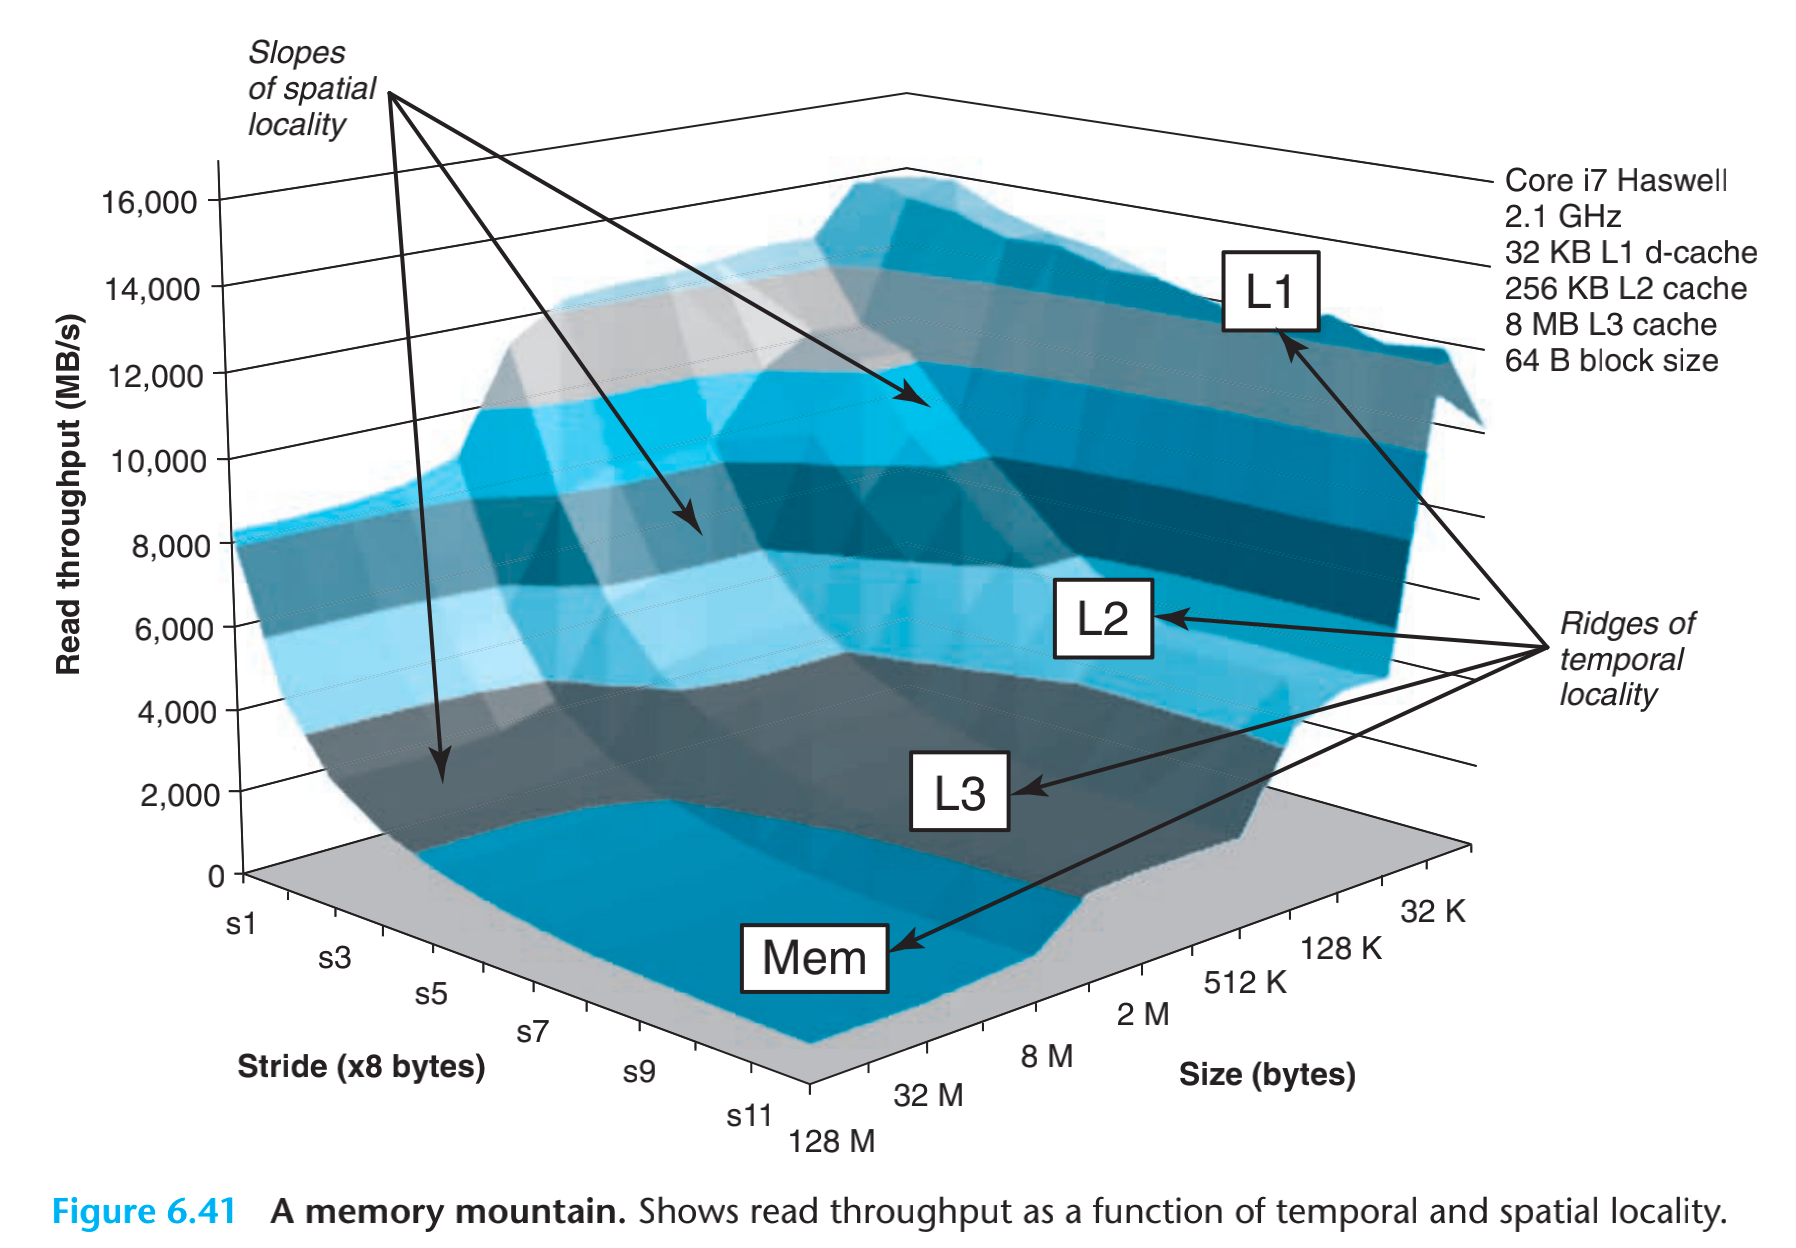 Slopes
of spatial
locality
16,000
14,000
12,000
10,000
8,000
6,000
4,000
2,000
0
Read throughput (MB/s)
Core i7 Haswell
2.1 GHz
32 KB L1 d-cache
256 KB L2 cache
8 MB L3 cache
64 B block size
L1
L2
L3
Mem
Ridges of
temporal
locality
s1
s3
s5
s7
s9
s11
Stride (x8 bytes)
128 M
32 M
8 M
2 M
512 K
128 K
32 K
Size (bytes)
Figure 6.41 A memory mountain. Shows read throughput as a function of temporal and spatial locality.